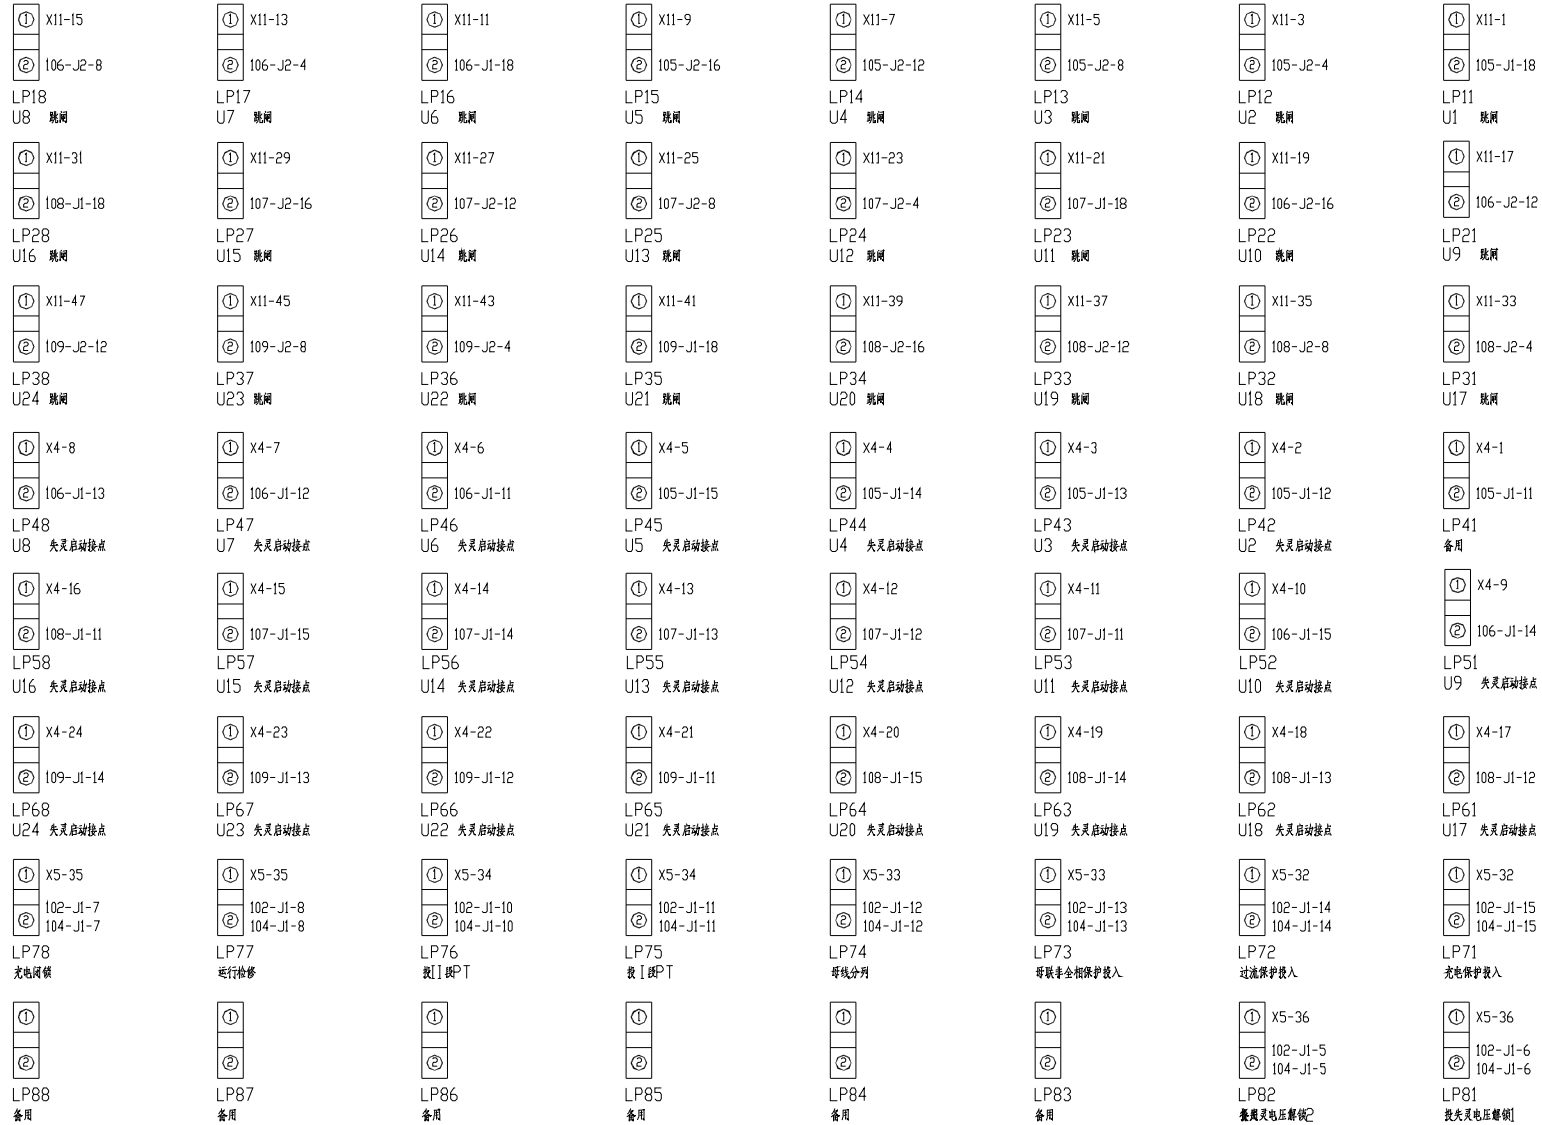 ① X11-15 ① X11-13 ① X11-11 ① X11-9 ① X11-7 ① X11-5 ① X11-3 ① X11-1
② 106-J2-8 ② 106-J2-4 ② 106-J1-18 ② 105-J2-16 ② 105-J2-12 ② 105-J2-8 ② 105-J2-4 ② 105-J1-18
LP18 LP17 LP16 LP15 LP14 LP13 LP12 LP11
U8 跳闸 U7 跳闸 U6 跳闸 U5 跳闸 U4 跳闸 U3 跳闸 U2 跳闸 U1 跳闸
① X11-31 ① X11-29 ① X11-27 ① X11-25 ① X11-23 ① X11-21 ① X11-19 ① X11-17
② 108-J1-18 ② 107-J2-16 ② 107-J2-12 ② 107-J2-8 ② 107-J2-4 ② 107-J1-18 ② 106-J2-16 ② 106-J2-12
LP28 LP27 LP26 LP25 LP24 LP23 LP22 LP21
U16 跳闸 U15 跳闸 U14 跳闸 U13 跳闸 U12 跳闸 U11 跳闸 U10 跳闸 U9 跳闸
① X11-47 ① X11-45 ① X11-43 ① X11-41 ① X11-39 ① X11-37 ① X11-35 ① X11-33
② 109-J2-12 ② 109-J2-8 ② 109-J2-4 ② 109-J1-18 ② 108-J2-16 ② 108-J2-12 ② 108-J2-8 ② 108-J2-4
LP38 LP37 LP36 LP35 LP34 LP33 LP32 LP31
U24 跳闸 U23 跳闸 U22 跳闸 U21 跳闸 U20 跳闸 U19 跳闸 U18 跳闸 U17 跳闸
① X4-8 ① X4-7 ① X4-6 ① X4-5 ① X4-4 ① X4-3 ① X4-2 ① X4-1
② 106-J1-13 ② 106-J1-12 ② 106-J1-11 ② 105-J1-15 ② 105-J1-14 ② 105-J1-13 ② 105-J1-12 ② 105-J1-11
LP48 LP47 LP46 LP45 LP44 LP43 LP42 LP41
U8 失灵启动接点 U7 失灵启动接点 U6 失灵启动接点 U5 失灵启动接点 U4 失灵启动接点 U3 失灵启动接点 U2 失灵启动接点 备用
① X4-16 ① X4-15 ① X4-14 ① X4-13 ① X4-12 ① X4-11 ① X4-10 ① X4-9
② 108-J1-11 ② 107-J1-15 ② 107-J1-14 ② 107-J1-13 ② 107-J1-12 ② 107-J1-11 ② 106-J1-15 ② 106-J1-14
LP58 LP57 LP56 LP55 LP54 LP53 LP52 LP51
U16 失灵启动接点 U15 失灵启动接点 U14 失灵启动接点 U13 失灵启动接点 U12 失灵启动接点 U11 失灵启动接点 U10 失灵启动接点 U9 失灵启动接点
① X4-24 ① X4-23 ① X4-22 ① X4-21 ① X4-20 ① X4-19 ① X4-18 ① X4-17
② 109-J1-14 ② 109-J1-13 ② 109-J1-12 ② 109-J1-11 ② 108-J1-15 ② 108-J1-14 ② 108-J1-13 ② 108-J1-12
LP68 LP67 LP66 LP65 LP64 LP63 LP62 LP61
U24 失灵启动接点 U23 失灵启动接点 U22 失灵启动接点 U21 失灵启动接点 U20 失灵启动接点 U19 失灵启动接点 U18 失灵启动接点 U17 失灵启动接点
① X5-35 ① X5-35 ① X5-34 ① X5-34 ① X5-33 ① X5-33 ① X5-32 ① X5-32
102-J1-7 102-J1-8 102-J1-10 102-J1-11 102-J1-12 102-J1-13 102-J1-14 102-J1-15
② 104-J1-7 ② 104-J1-8 ② 104-J1-10 ② 104-J1-11 ② 104-J1-12 ② 104-J1-13 ② 104-J1-14 ② 104-J1-15
LP78 LP77 LP76 LP75 LP74 LP73 LP72 LP71
充电闭锁 运行检修 投II段PT 投I段PT 母线分列 母联非全相保护投入 过流保护投入 充电保护投入
① ① ① ① ① ① ① X5-36 ① X5-36
102-J1-5 102-J1-6
② ② ② ② ② ② ② 104-J1-5 ② 104-J1-6
LP88 LP87 LP86 LP85 LP84 LP83 LP82 LP81
备用 备用 备用 备用 备用 备用 灵电压解锁2 投失灵电压解锁1